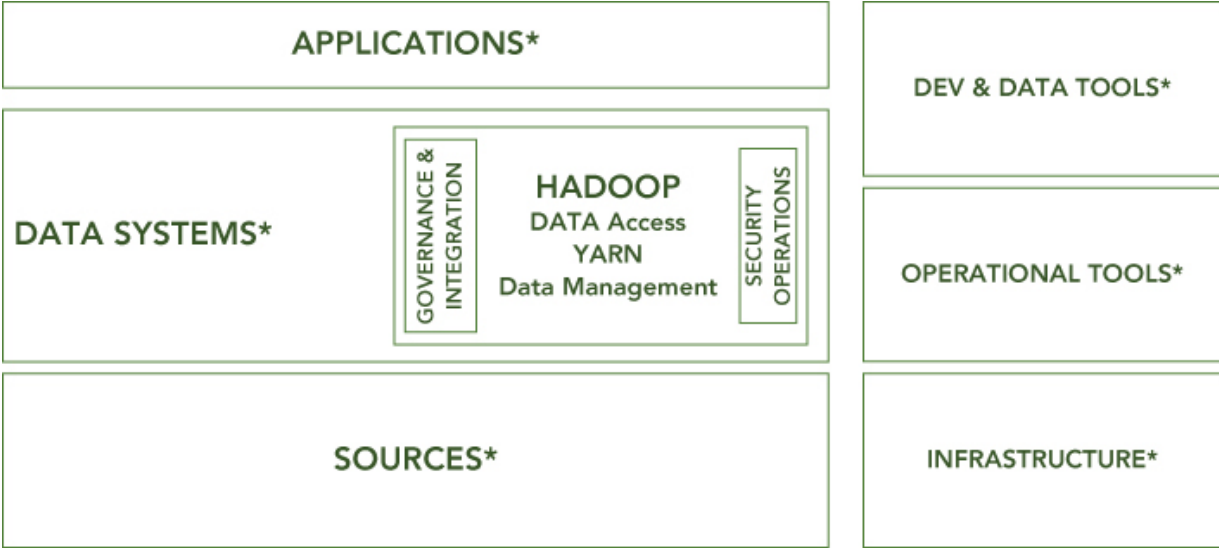 APPLICATIONS*
DATA SYSTEMS*
GOVERNANCE &
INTEGRATION
HADOOP
DATA Access
YARN
Data Management
SECURITY
OPERATIONS
SOURCES*
DEV & DATA TOOLS*
OPERATIONAL TOOLS*
INFRASTRUCTURE*